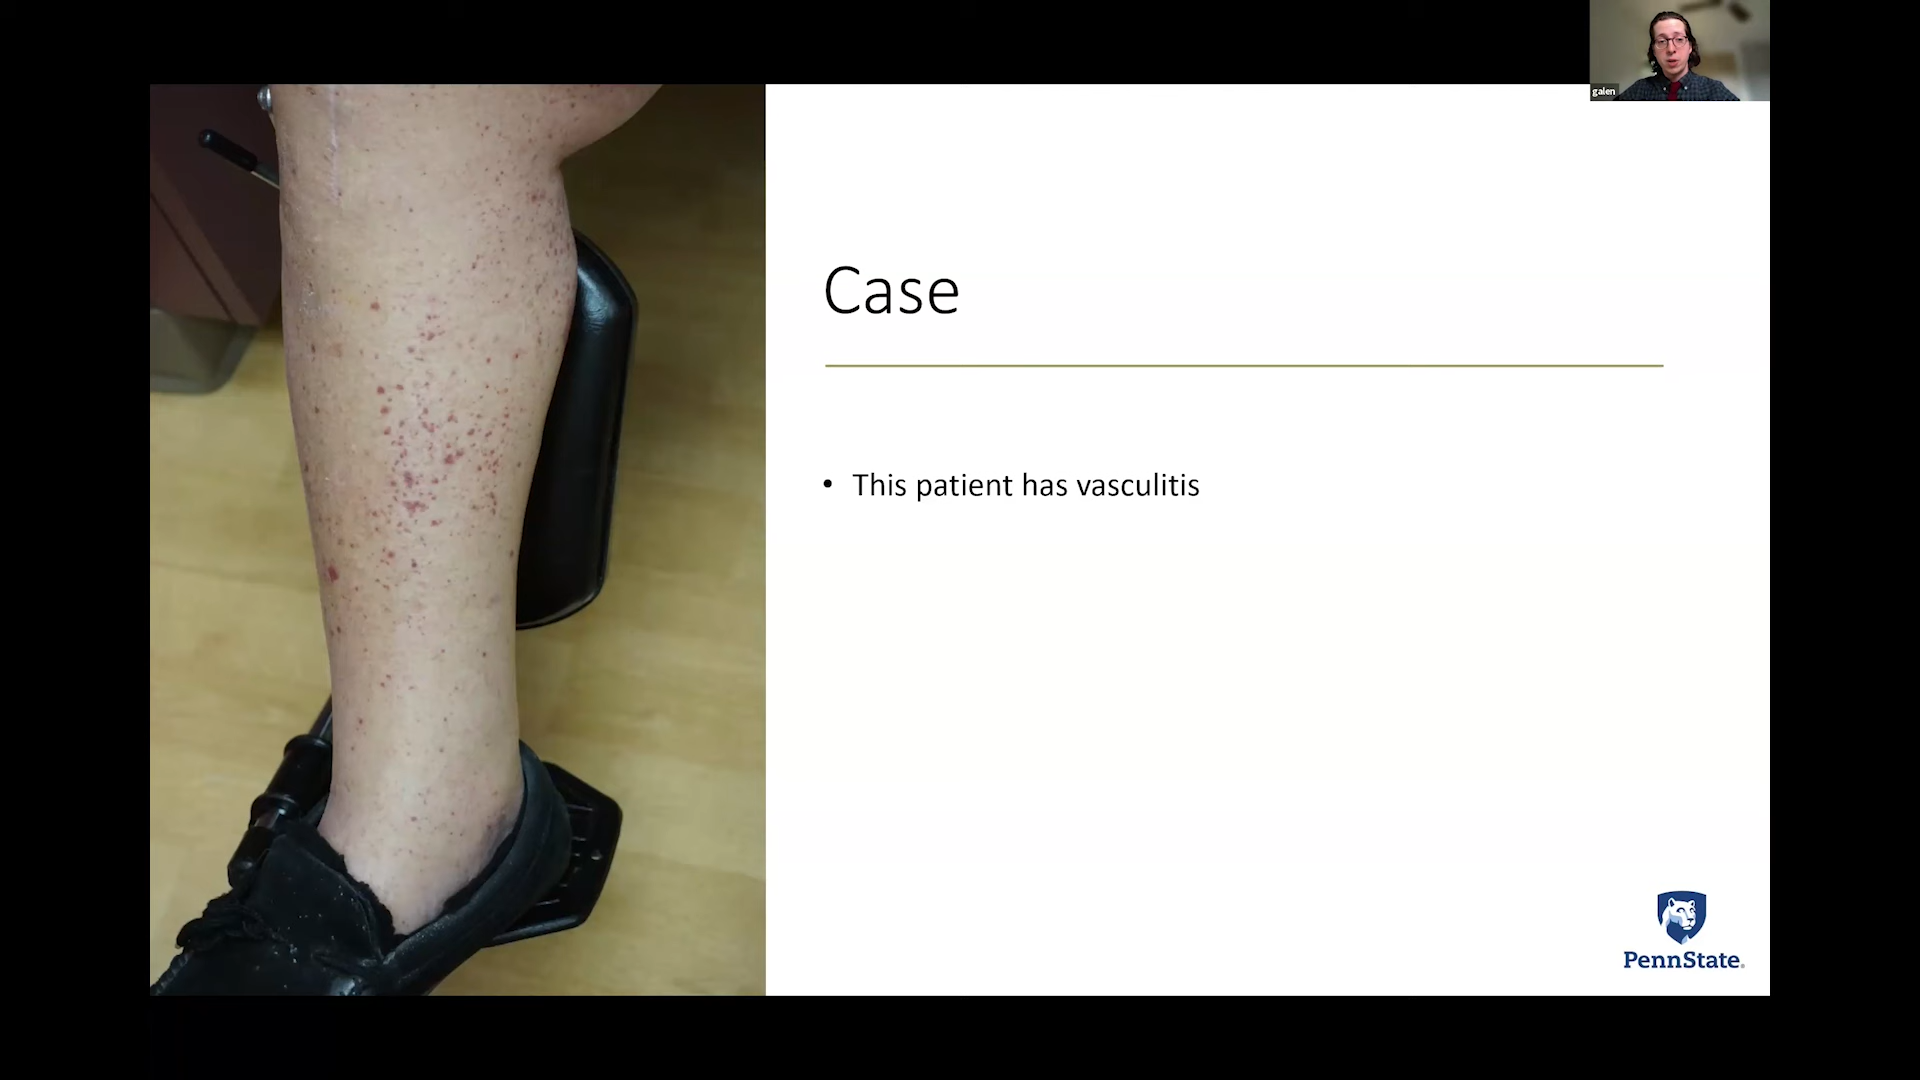 galen
Case
• This patient has vasculitis
PennState®